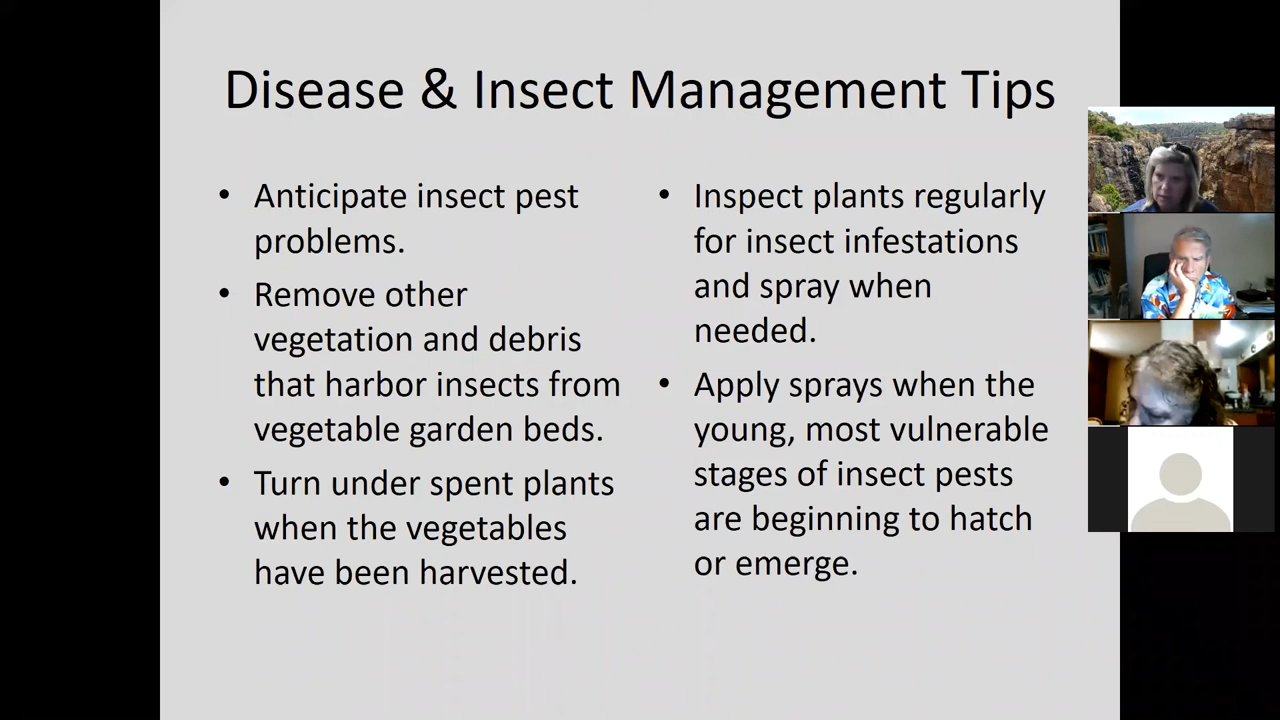 Disease & Insect Management Tips
• Anticipate insect pest
problems.
• Remove other
vegetation and debris
that harbor insects from
vegetable garden beds.
• Turn under spent plants
when the vegetables
have been harvested.
• Inspect plants regularly
for insect infestations
and spray when
needed.
• Apply sprays when the
young, most vulnerable
stages of insect pests
are beginning to hatch
or emerge.